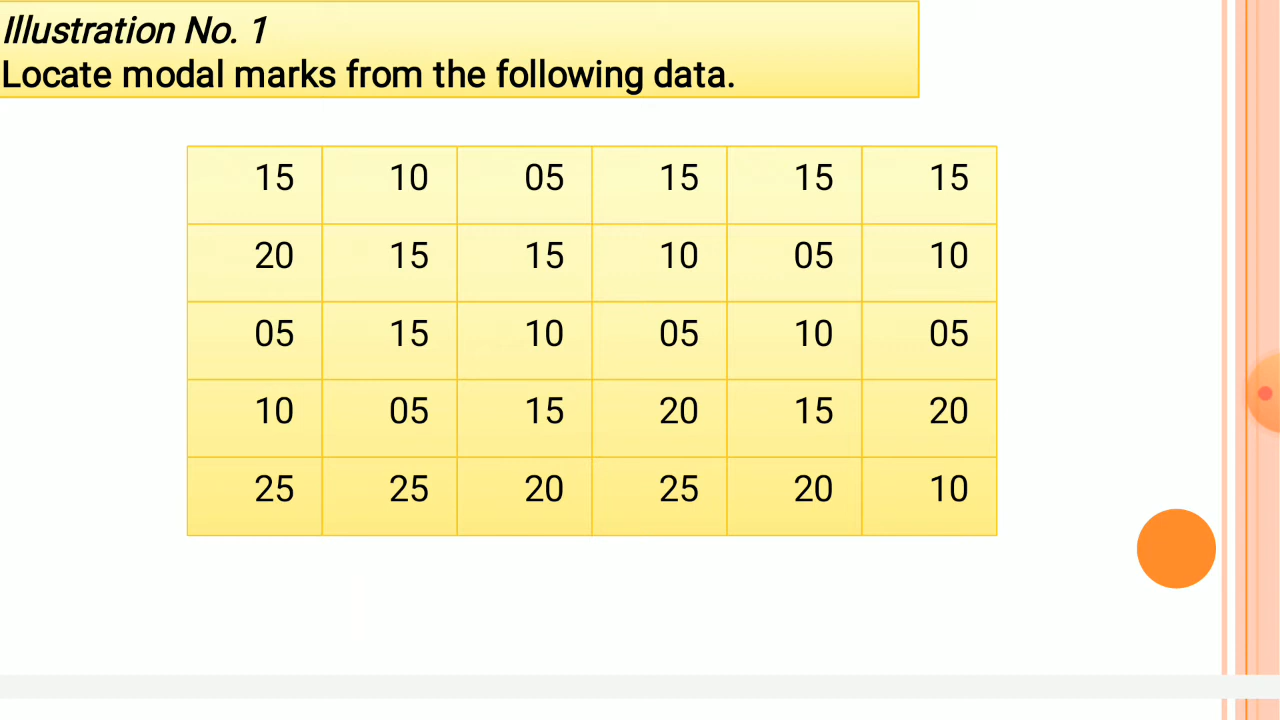 Illustration No. 1
Locate modal marks from the following data.
15 10 05 15 15 15
20 15 15 10 05 10
05 15 10 05 10 05
10 05 15 20 15 20
25 25 20 25 20 10